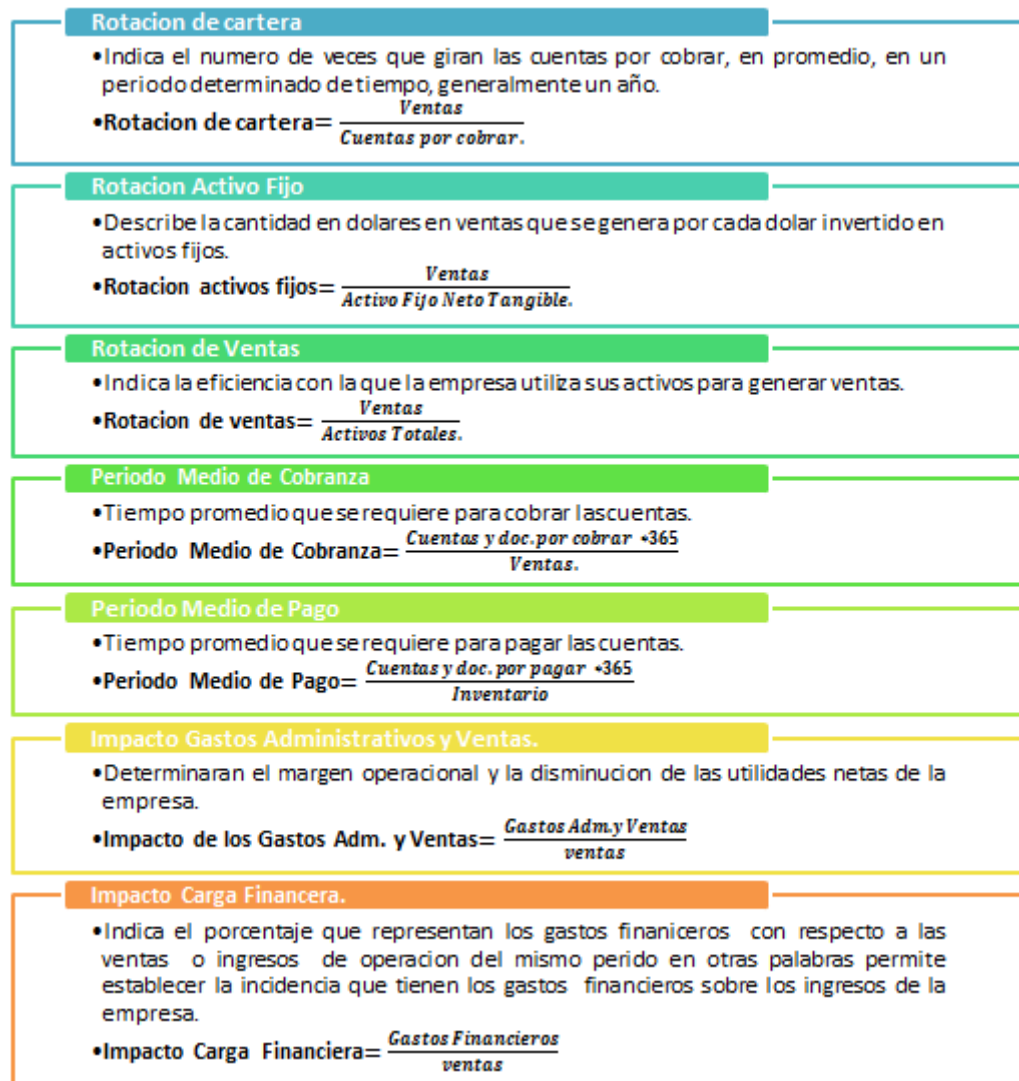 Rotacion de cartera
•Indica el numero de veces que giran las cuentas por cobrar, en promedio, en un
periodo determinado de tiempo, generalmente un año.
•Rotacion de cartera= Ventas / Cuentas por cobrar.
Rotacion Activo Fijo
•Describe la cantidad en dolares en ventas que se genera por cada dolar invertido en
activos fijos.
•Rotacion activos fijos= Ventas / Activo Fijo Neto Tangible.
Rotacion de Ventas
•Indica la eficiencia con la que la empresa utiliza sus activos para generar ventas.
•Rotacion de ventas= Ventas / Activos Totales.
Periodo Medio de Cobranza
•Tiempo promedio que se requiere para cobrar las cuentas.
•Periodo Medio de Cobranza= Cuentas y doc.por cobrar *365 / Ventas.
Periodo Medio de Pago
•Tiempo promedio que se requiere para pagar las cuentas.
•Periodo Medio de Pago= Cuentas y doc. por pagar *365 / Inventario
Impacto Gastos Administrativos y Ventas.
•Determinaran el margen operacional y la disminucion de las utilidades netas de la
empresa.
•Impacto de los Gastos Adm. y Ventas= Gastos Adm.y Ventas / ventas
Impacto Carga Financera.
•Indica el porcentaje que representan los gastos finaniceros con respecto a las
ventas o ingresos de operacion del mismo perido en otras palabras permite
establecer la incidencia que tienen los gastos financieros sobre los ingresos de la
empresa.
•Impacto Carga Financiera= Gastos Financieros / ventas